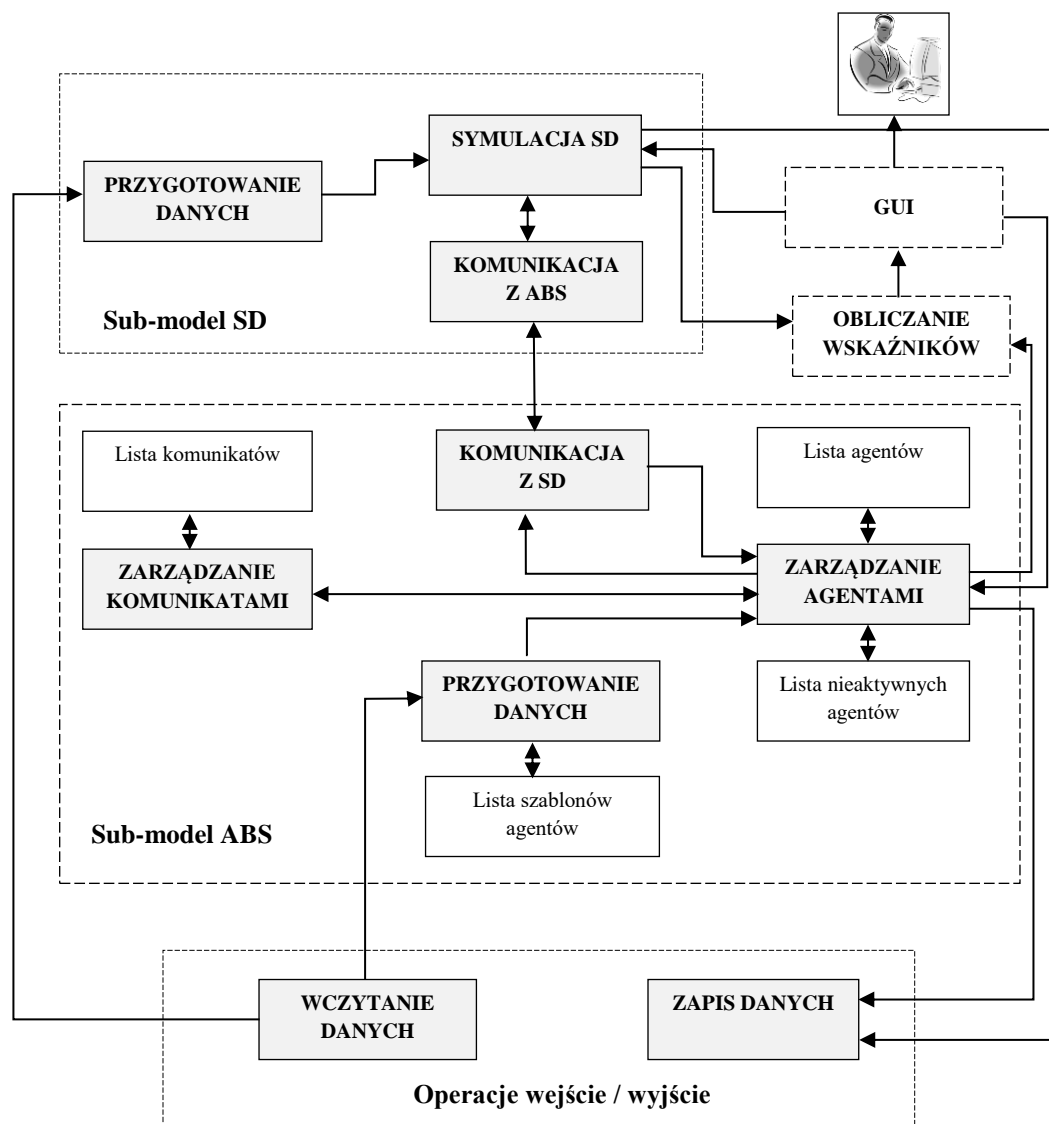 SYMULACJA SD
PRZYGOTOWANIE
DANYCH
GUI
KOMUNIKACJA
Z ABS
Sub-model SD
OBLICZANIE
WSKAŹNIKÓW
Lista komunikatów
KOMUNIKACJA
Z SD
Lista agentów
ZARZĄDZANIE
KOMUNIKATAMI
ZARZĄDZANIE
AGENTAMI
PRZYGOTOWANIE
DANYCH
Lista nieaktywnych
agentów
Lista szablonów
agentów
Sub-model ABS
WCZYTANIE
DANYCH
ZAPIS DANYCH
Operacje wejście / wyjście